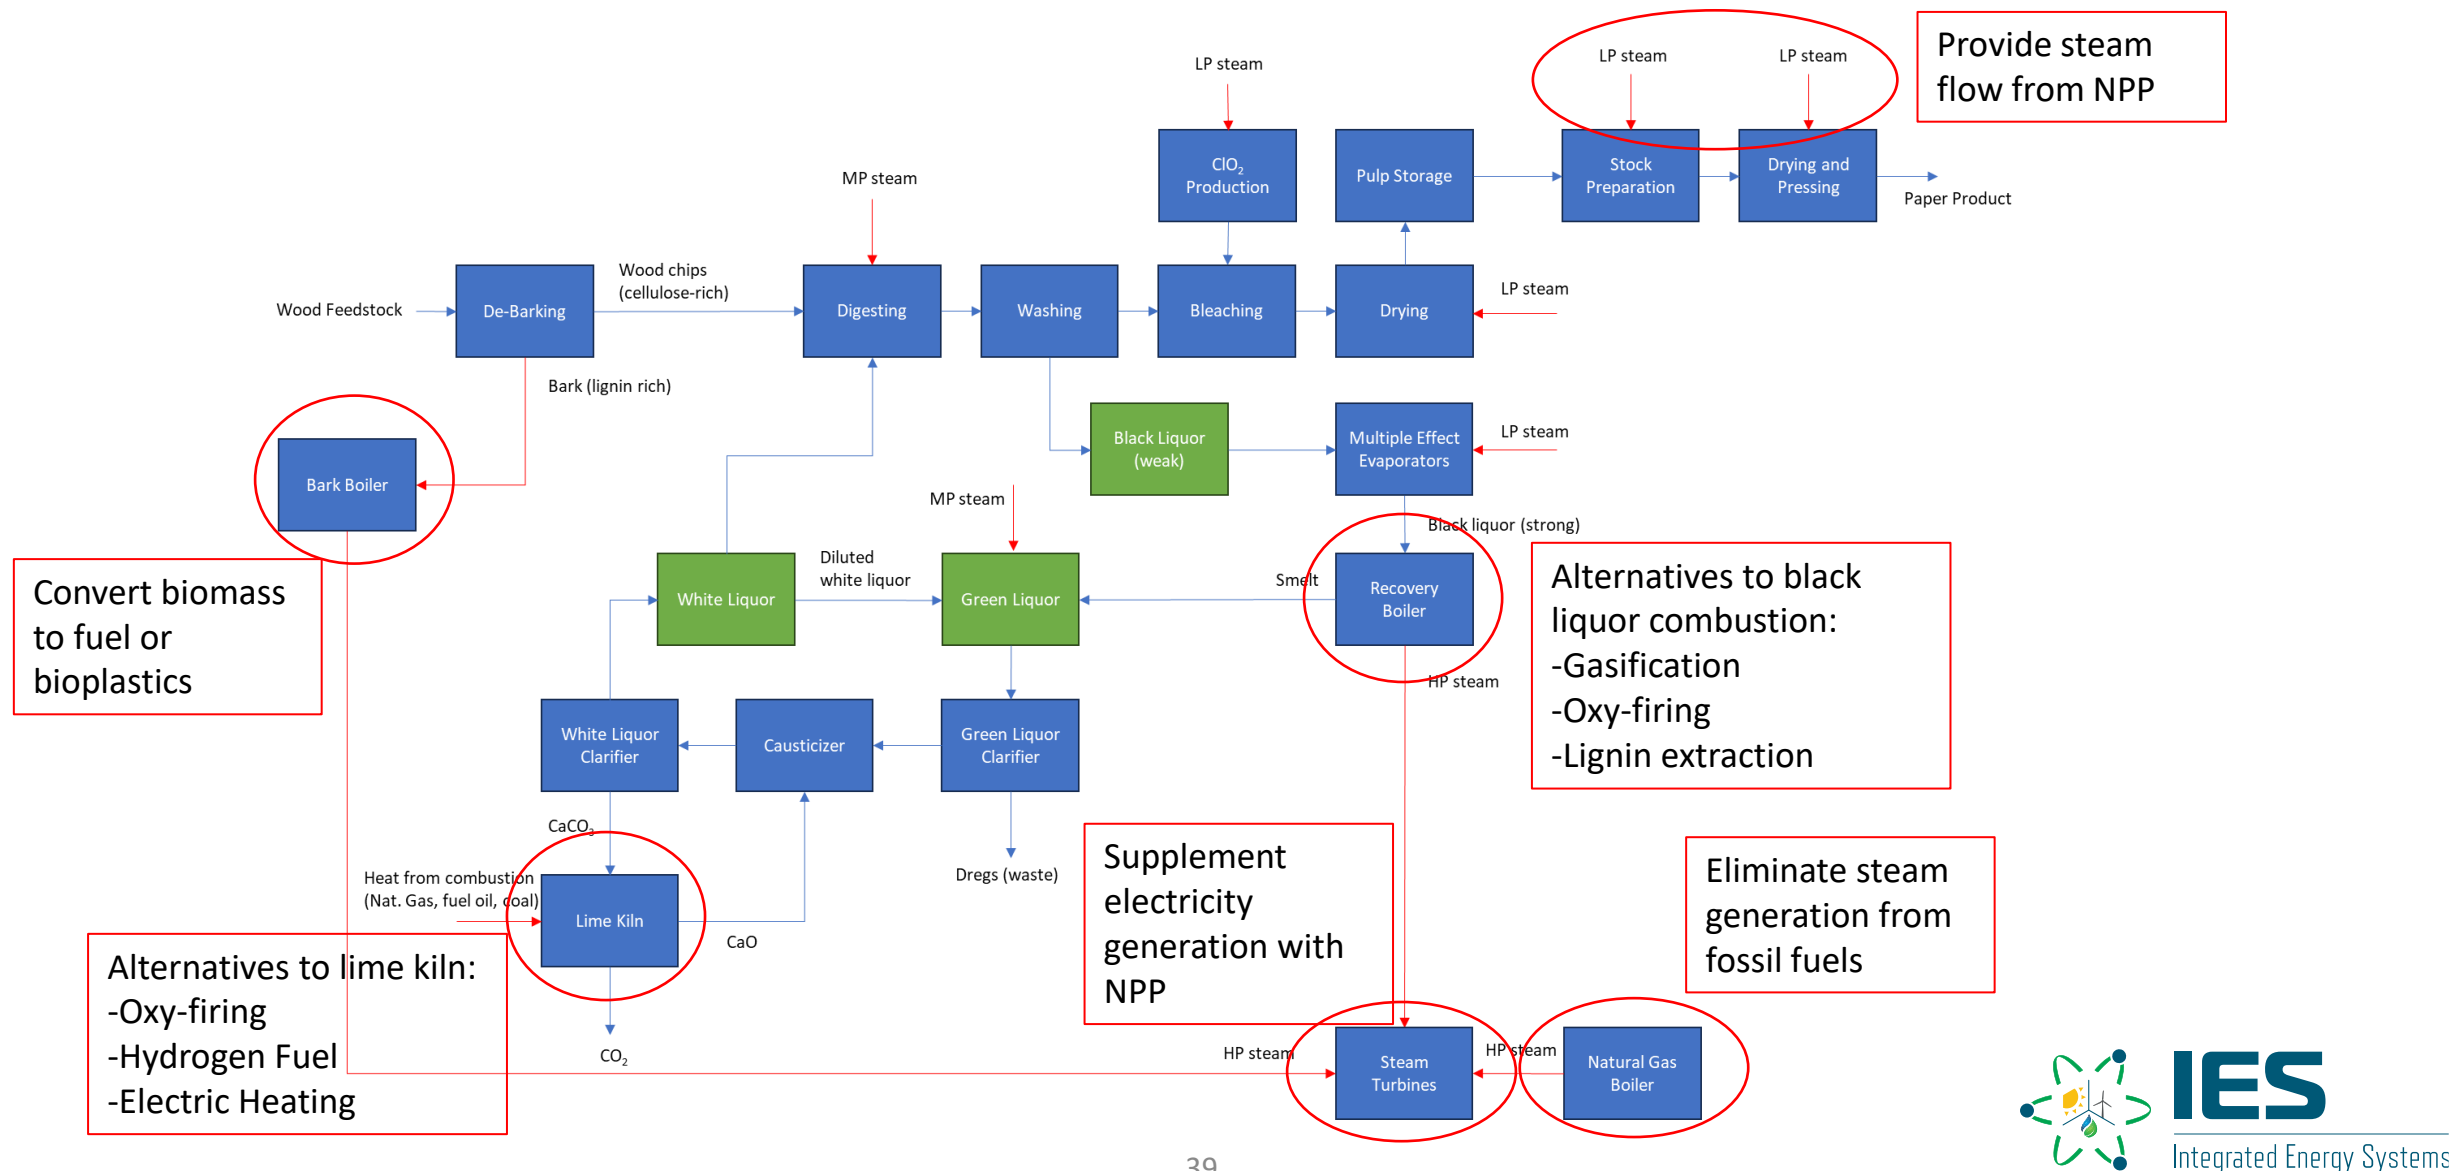 LP steam
LP steam
LP steam
Provide steam
flow from NPP
ClO₂
Production
Pulp Storage
Stock
Preparation
Drying and
Pressing
Paper Product
MP steam
Wood Feedstock
De-Barking
Wood chips
(cellulose-rich)
Digesting
Washing
Bleaching
Drying
LP steam
Bark (lignin rich)
Bark Boiler
Black Liquor
(weak)
Multiple Effect
Evaporators
LP steam
MP steam
Black liquor (strong)
Convert biomass
to fuel or
bioplastics
White Liquor
Diluted
white liquor
Green Liquor
Smelt
Recovery
Boiler
HP steam
Alternatives to black
liquor combustion:
-Gasification
-Oxy-firing
-Lignin extraction
White Liquor
Clarifier
Causticizer
Green Liquor
Clarifier
CaCO₃
Heat from combustion
(Nat. Gas, fuel oil, coal)
Lime Kiln
CaO
Dregs (waste)
CO₂
Alternatives to lime kiln:
-Oxy-firing
-Hydrogen Fuel
-Electric Heating
Supplement
electricity
generation with
NPP
Eliminate steam
generation from
fossil fuels
HP steam
Steam
Turbines
HP steam
Natural Gas
Boiler
IES
Integrated Energy Systems
39